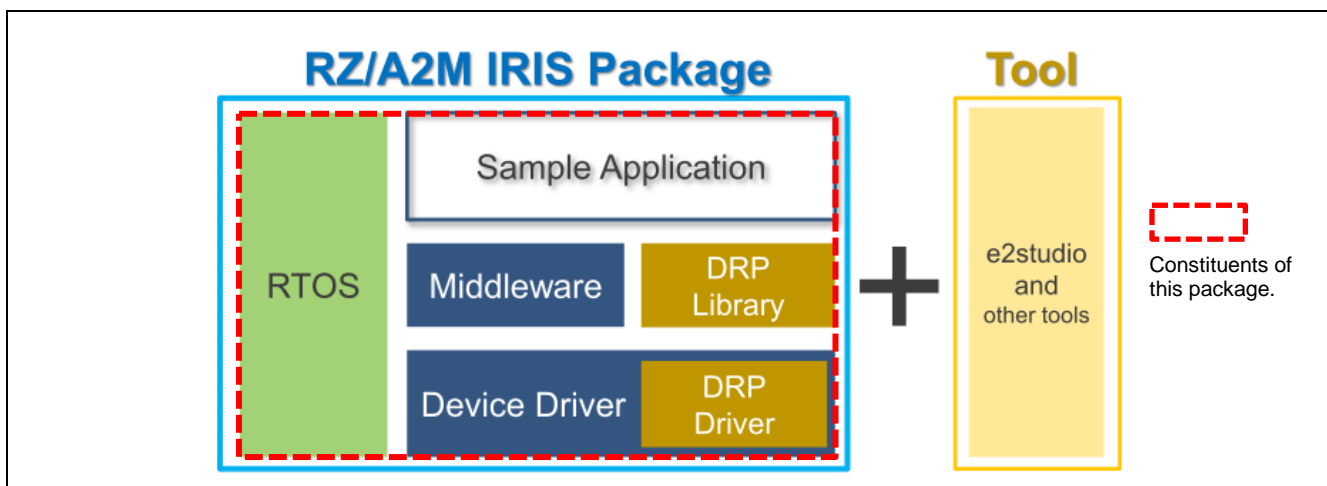 RZ/A2M IRIS Package
Tool
Sample Application
RTOS
Middleware
DRP
Library
Device Driver
DRP
Driver
e2studio
and
other tools
Constituents of
this package.